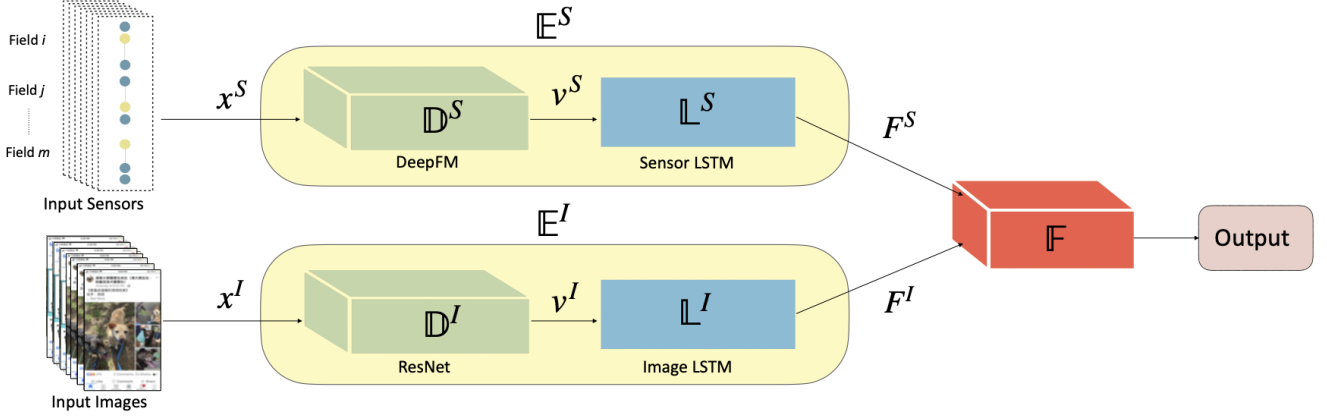 𝔼^S
Field i
Field j
Field m
Input Sensors
x^S
𝔻^S
DeepFM
v^S
𝕃^S
Sensor LSTM
F^S
𝔼^I
Input Images
x^I
𝔻^I
ResNet
v^I
𝕃^I
Image LSTM
F^I
𝔽
Output